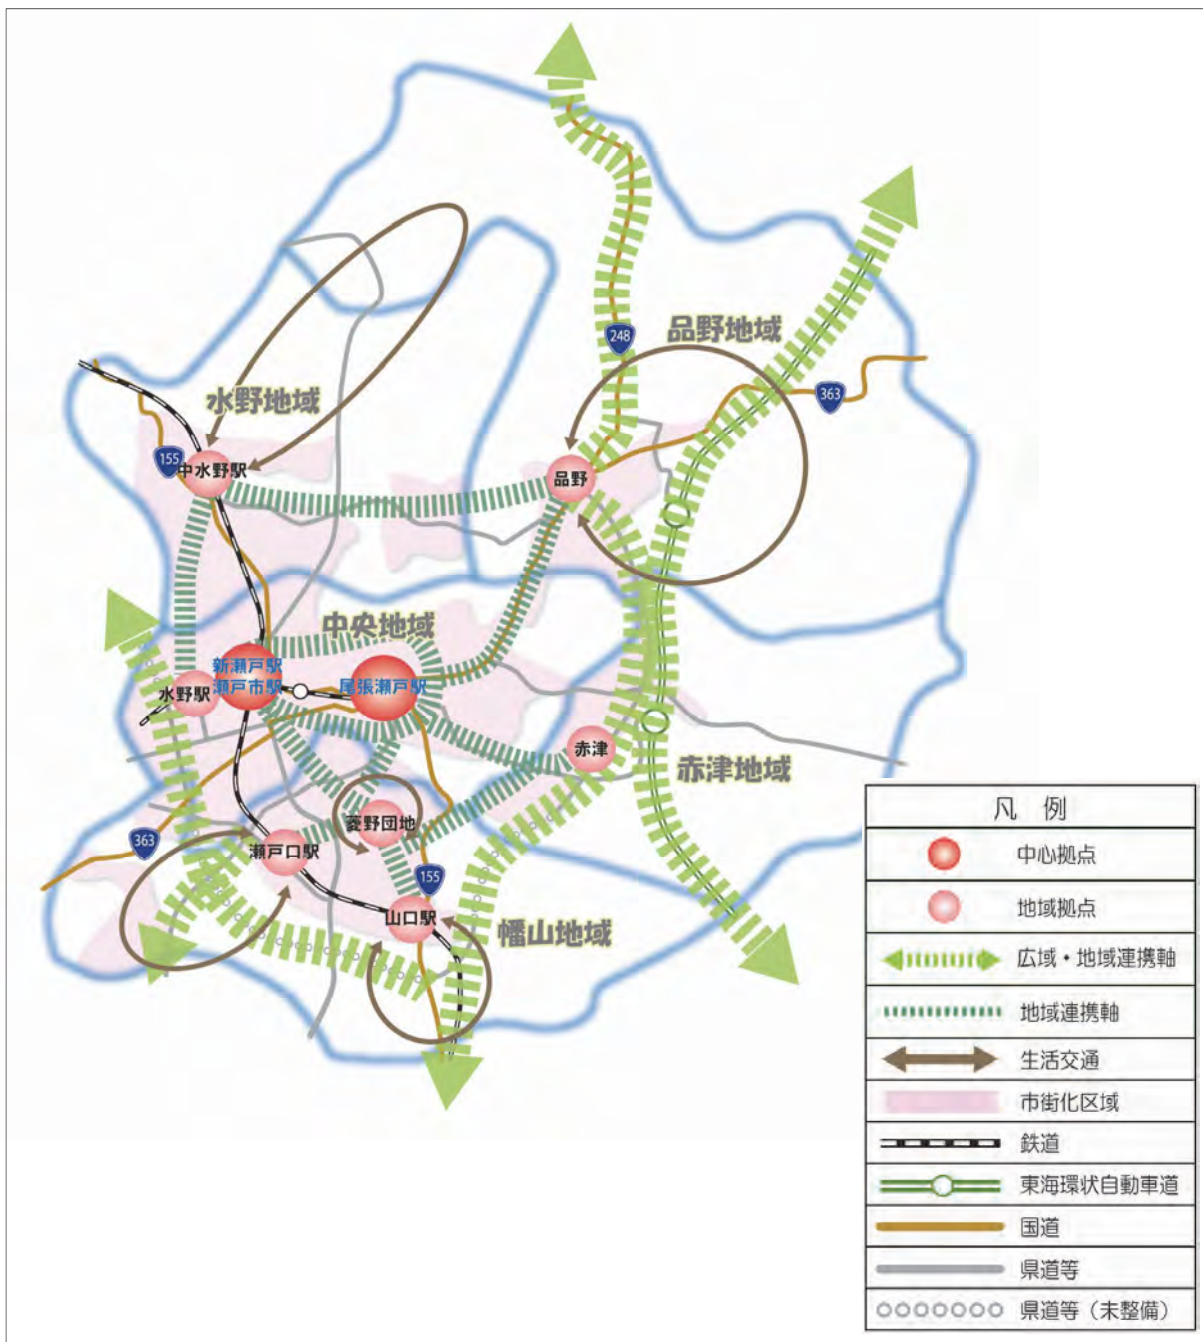 248
品野地域
363
水野地域
155
中水野駅
品野
中央地域
新瀬戸駅
瀬戸市駅
尾張瀬戸駅
水野駅
赤津
赤津地域
菱野団地
363
瀬戸口駅
155
山口駅
幡山地域
凡 例
中心拠点
地域拠点
広域・地域連携軸
地域連携軸
生活交通
市街化区域
鉄道
東海環状自動車道
国道
県道等
県道等（未整備）